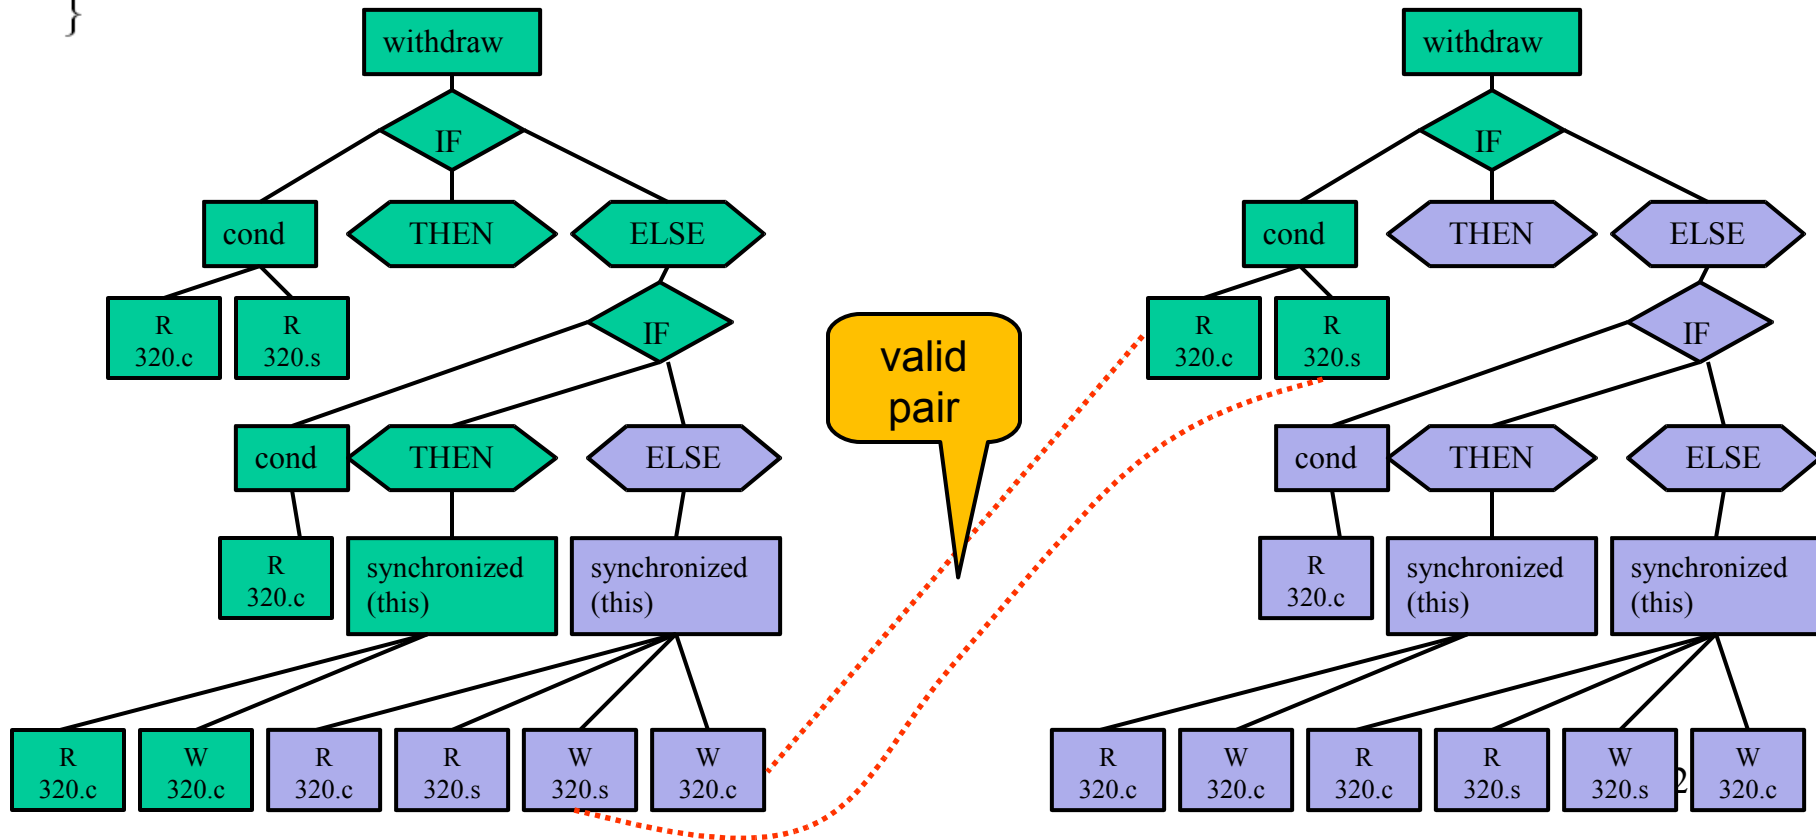 }
withdraw
withdraw
IF
IF
cond
THEN
ELSE
cond
THEN
ELSE
R
320.c
R
320.s
R
320.c
R
320.s
IF
IF
valid
pair
cond
THEN
ELSE
cond
THEN
ELSE
R
320.c
synchronized
(this)
synchronized
(this)
R
320.c
synchronized
(this)
synchronized
(this)
R
320.c
W
320.c
R
320.c
R
320.s
W
320.s
W
320.c
R
320.c
W
320.c
R
320.c
R
320.s
W
320.s
2
W
320.c